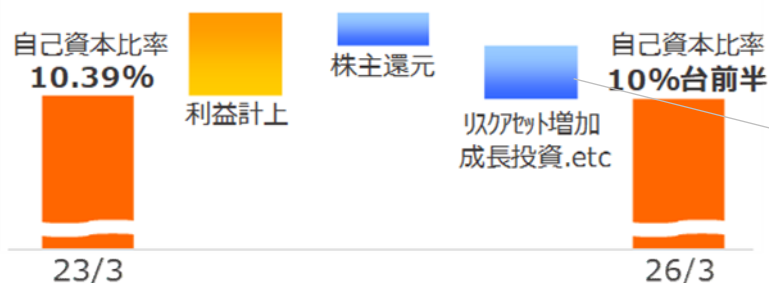 自己資本比率
10.39%
利益計上
株主還元
リスクアセット増加
成長投資.etc
自己資本比率
10%台前半
23/3
26/3